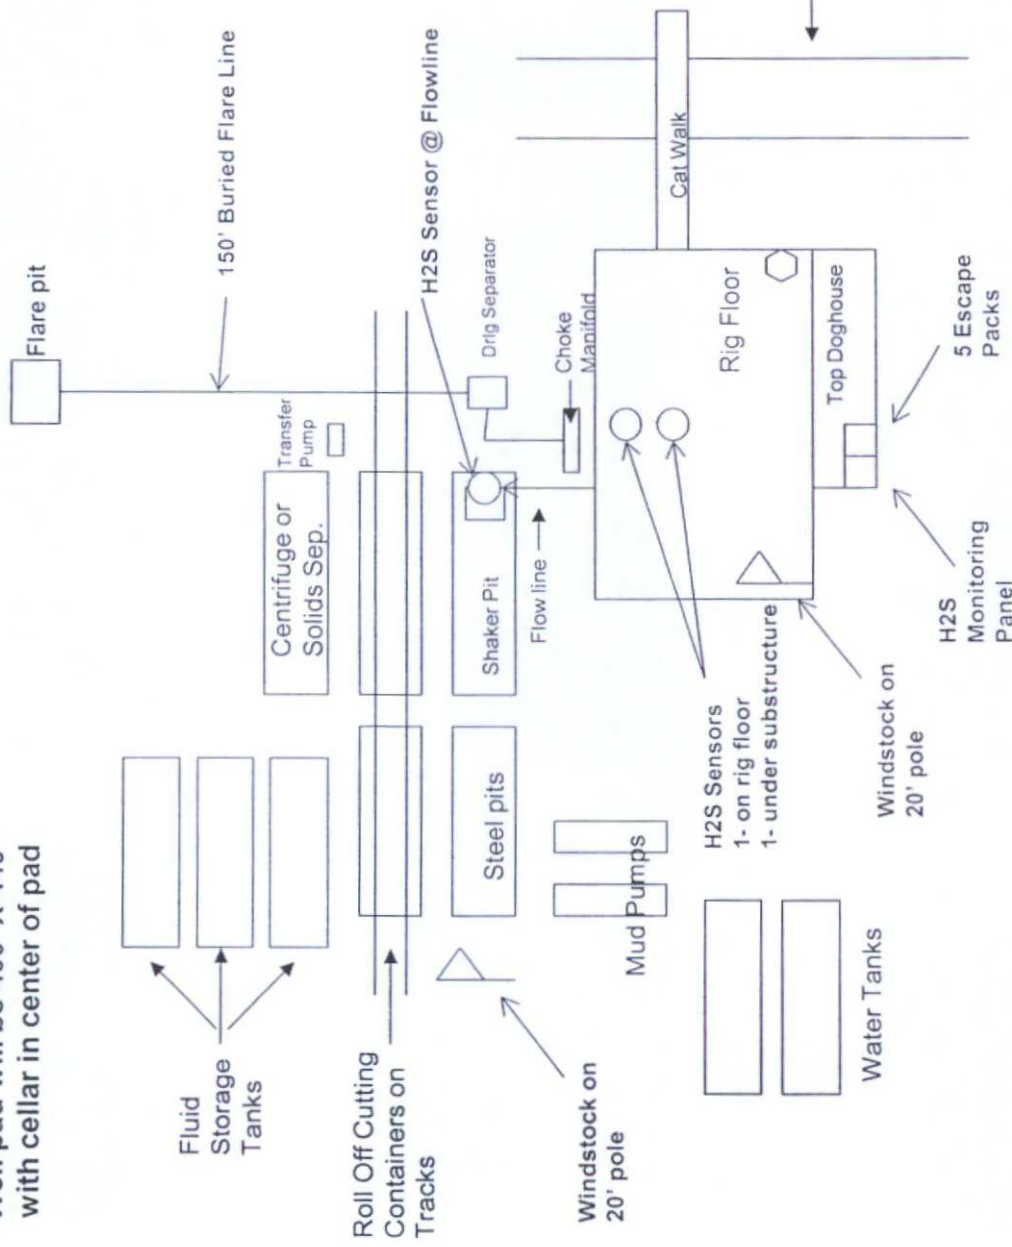 pad will be
with cellar in center of pad
Flare pit
150' Buried Flare Line
Fluid
Storage
Tanks
Centrifuge or
Solids Sep.
Transfer
Pump
Roll Off Cutting
Containers on
Tracks
H2S Sensor @ Flowline
Drlg Separator
Steel pits
Shaker Pit
Windstock on
20' pole
Flow line
Choke
Manifold
Mud Pumps
Cat Walk
Rig Floor
H2S Sensors
1- on rig floor
1- under substructure
Top Doghouse
Water Tanks
Windstock on
20' pole
H2S
Monitoring
Panel
5 Escape
Packs